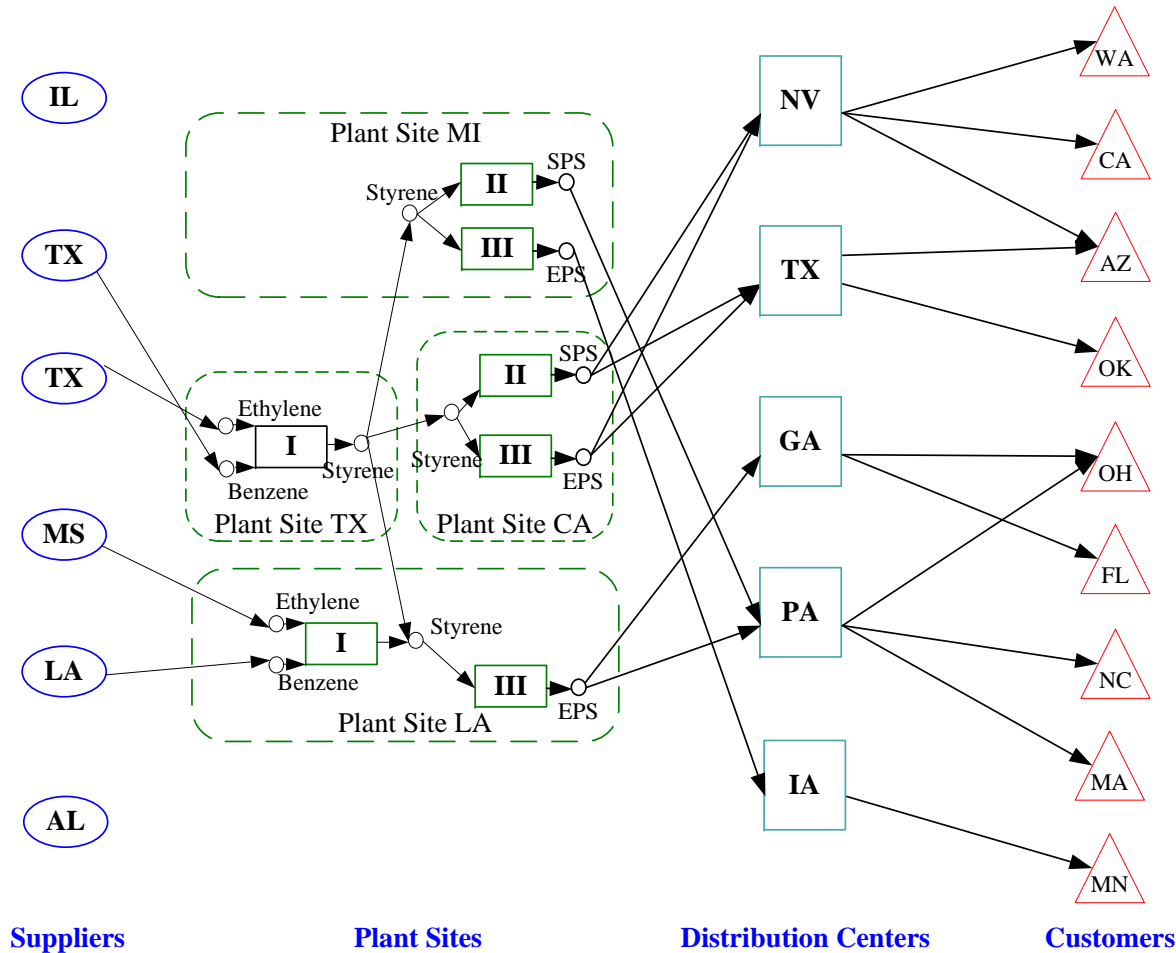 IL
TX
TX
MS
LA
AL
Suppliers
Plant Site MI
Styrene
II
SPS
III
EPS
Ethylene
I
Benzene
Styrene
Plant Site TX
Styrene
II
SPS
III
EPS
Plant Site CA
Ethylene
I
Benzene
Styrene
III
EPS
Plant Site LA
Plant Sites
NV
TX
GA
PA
IA
Distribution Centers
WA
CA
AZ
OK
OH
FL
NC
MA
MN
Customers